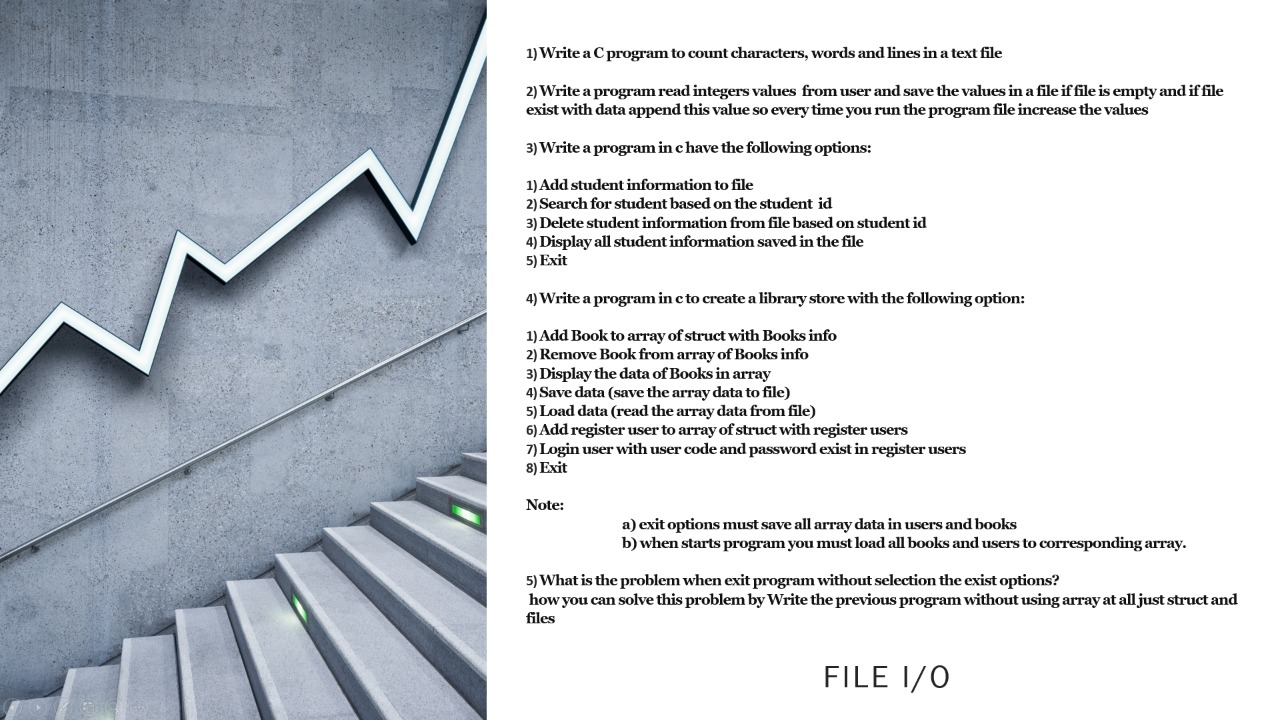 1) Write a C program to count characters, words and lines in a text file
2) Write a program read integers values  from user and save the values in a file if file is empty and if file
exist with data append this value so every time you run the program file increase the values
3) Write a program in c have the following options:
1) Add student information to file
2) Search for student based on the student  id
3) Delete student information from file based on student id
4) Display all student information saved in the file
5) Exit
4) Write a program in c to create a library store with the following option:
1) Add Book to array of struct with Books info
2) Remove Book from array of Books info
3) Display the data of Books in array
4) Save data (save the array data to file)
5) Load data (read the array data from file)
6) Add register user to array of struct with register users
7) Login user with user code and password exist in register users
8) Exit
Note:
a) exit options must save all array data in users and books
b) when starts program you must load all books and users to corresponding array.
5) What is the problem when exit program without selection the exist options?
how you can solve this problem by Write the previous program without using array at all just struct and
files
FILE I/O